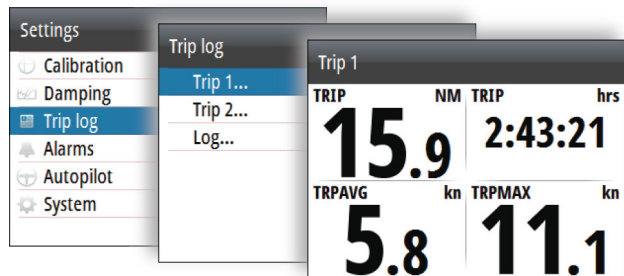 Settings
Calibration
Damping
Trip log
Alarms
Autopilot
System
Trip log
Trip 1...
Trip 2...
Log...
Trip 1
TRIP NM
15.9
TRIP hrs
2:43:21
TRPAVG kn
5.8
TRPMAX kn
11.1